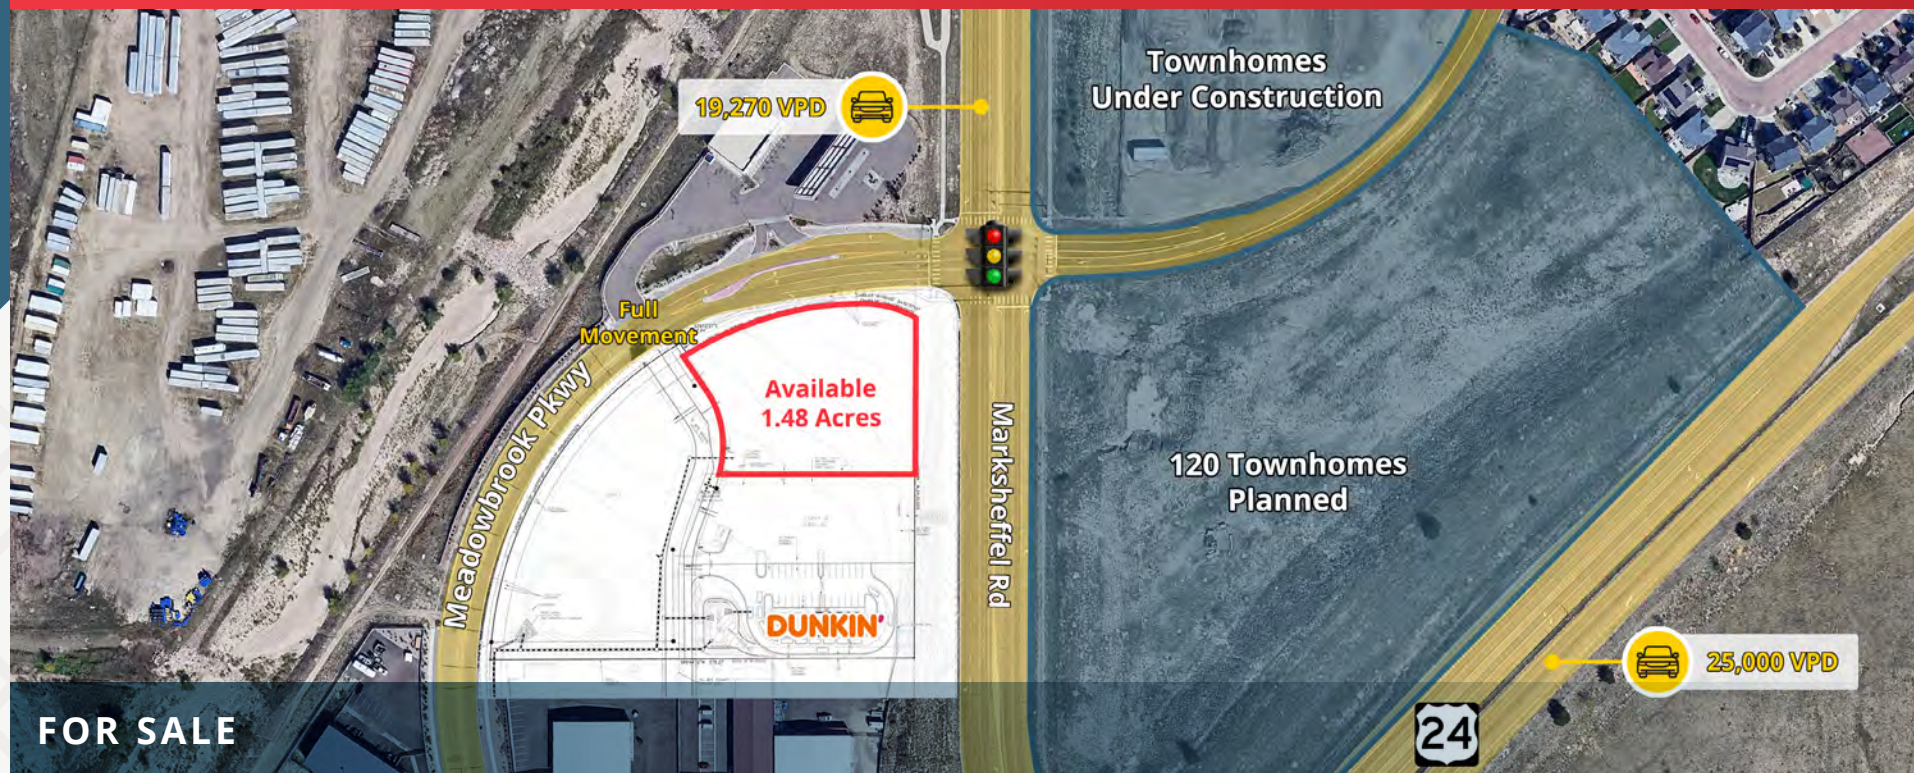 19,270 VPD
Townhomes
Under Construction
Full
Movement
Meadowbrook Pkwy
Available
1.48 Acres
Marksheffel Rd
120 Townhomes
Planned
DUNKIN'
25,000 VPD
24
FOR SALE